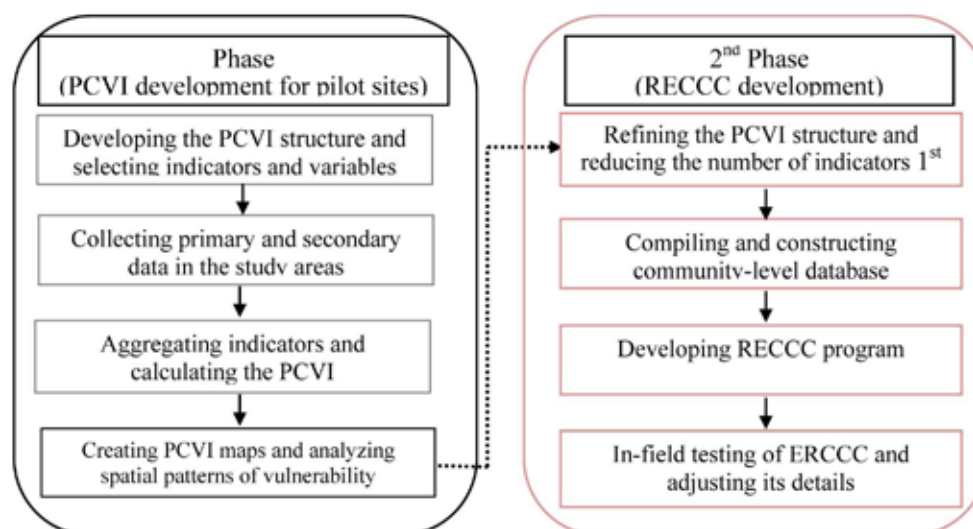 Phase
(PCVI development for pilot sites)
Developing the PCVI structure and
selecting indicators and variables
Collecting primary and secondary
data in the study areas
Aggregating indicators and
calculating the PCVI
Creating PCVI maps and analyzing
spatial patterns of vulnerability
2nd Phase
(RECCC development)
Refining the PCVI structure and
reducing the number of indicators 1st
Compiling and constructing
community-level database
Developing RECCC program
In-field testing of ERCCC and
adjusting its details